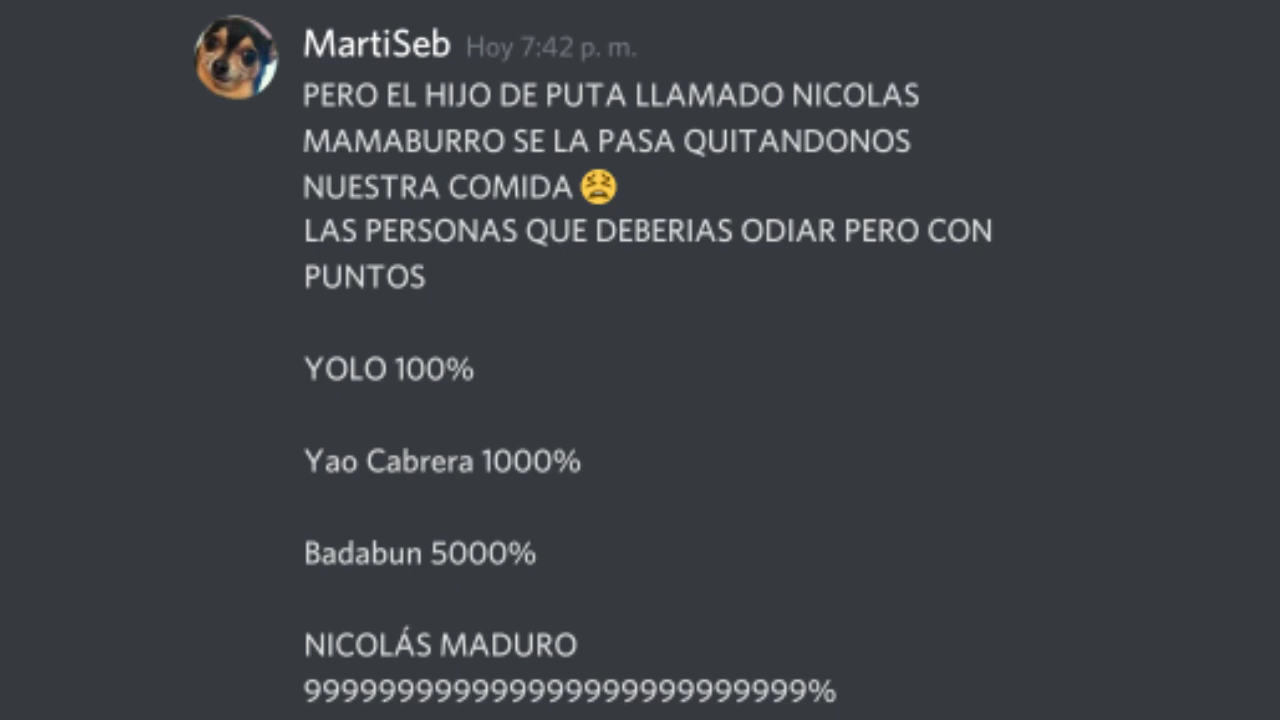 MartiSeb Hoy 7:42 p. m.
PERO EL HIJO DE PUTA LLAMADO NICOLAS
MAMABURRO SE LA PASA QUITANDONOS
NUESTRA COMIDA 😫
LAS PERSONAS QUE DEBERIAS ODIAR PERO CON
PUNTOS
YOLO 100%
Yao Cabrera 1000%
Badabun 5000%
NICOLÁS MADURO
9999999999999999999999999999%